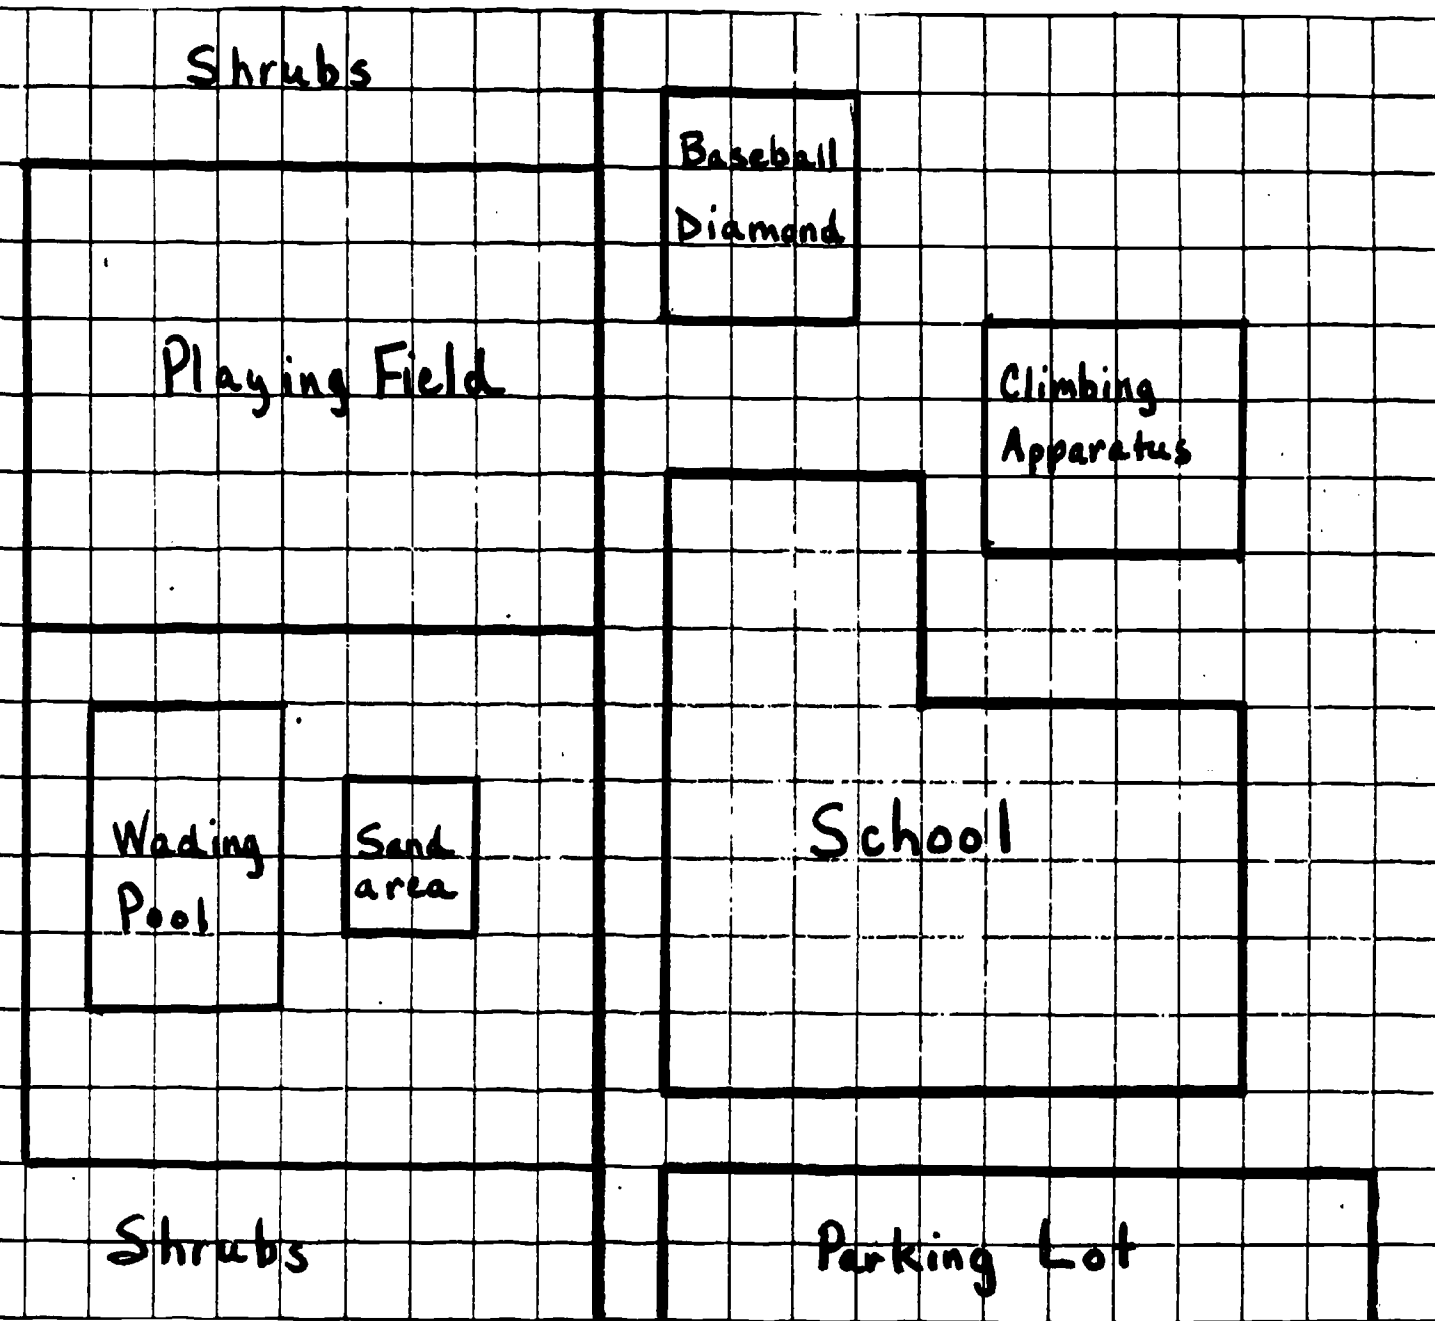 Shrubs
Baseball
Diamond
Playing Field
Climbing
Apparatus
School
Wading
Pool
Sand
area
Shrubs
Parking Lot